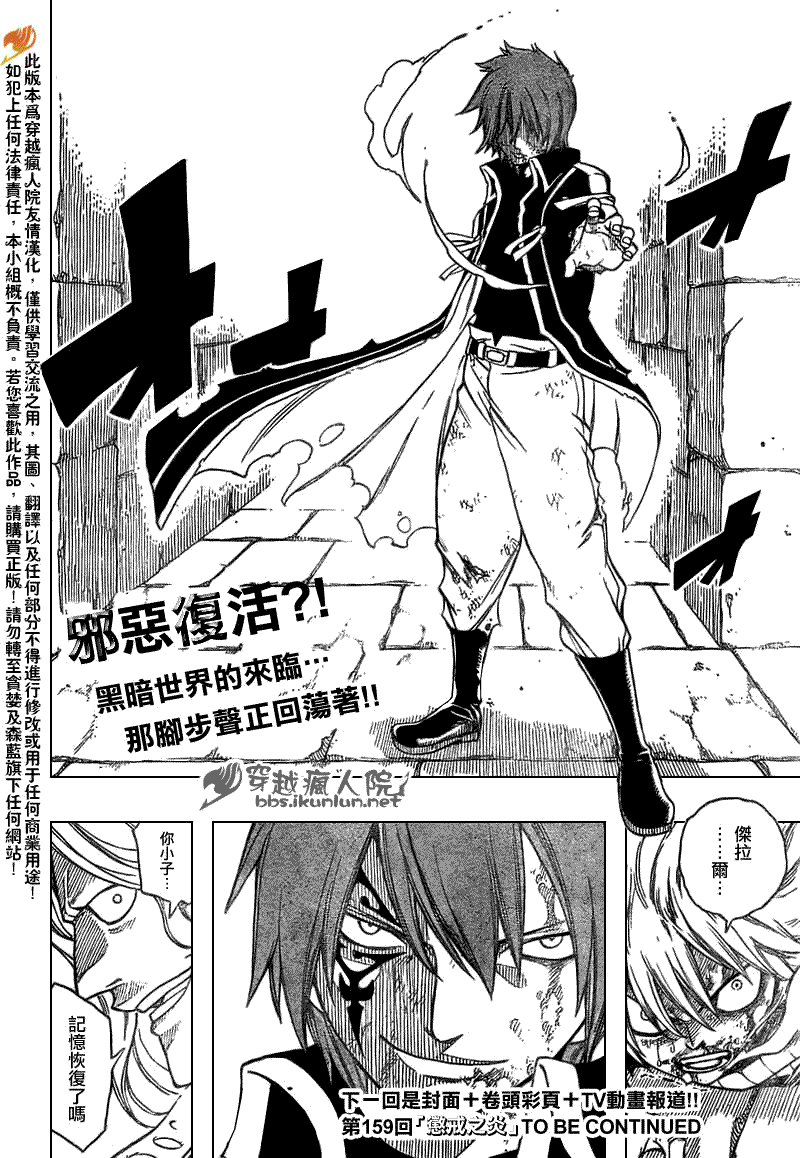 此版本爲穿越瘋人院友情漢化，僅供學習交流之用，其圖、翻譯以及任何部分不得進行修改或用于任何商業用途！
如犯上任何法律責任，本小組概不負責。若您喜歡此作品，請購買正版！請勿轉至貪婪及森藍旗下任何網站！
邪惡復活?!
黑暗世界的來臨…
那腳步聲正回蕩著!!
穿越瘋人院
bbs.ikunlun.net
傑拉
……爾…
你小子…
記憶恢復了嗎
下一回是封面＋卷頭彩頁＋TV動畫報道!!
第159回「懲戒之炎」TO BE CONTINUED